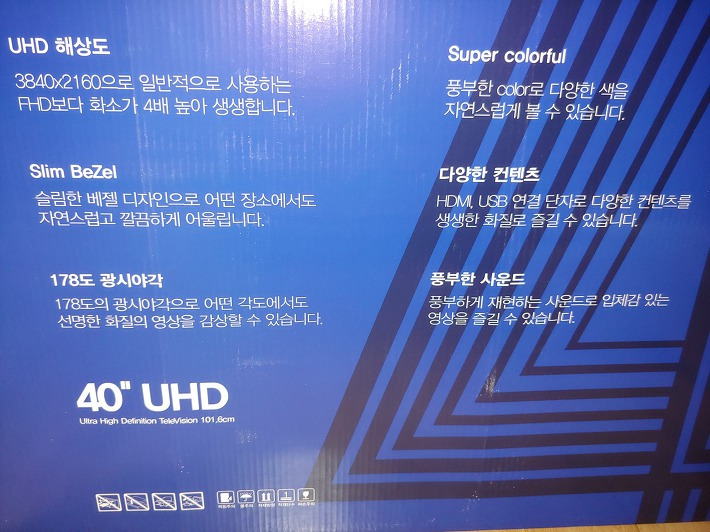 UHD 해상도
3840x2160으로 일반적으로 사용하는
FHD보다 화소가 4배 높아 생생합니다.
Slim BeZel
슬림한 베젤 디자인으로 어떤 장소에서도
자연스럽고 깔끔하게 어울립니다.
178도 광시야각
178도의 광시야각으로 어떤 각도에서도
선명한 화질의 영상을 감상할 수 있습니다.
Super colorful
풍부한 color로 다양한 색을
자연스럽게 볼 수 있습니다.
다양한 컨텐츠
HDMI, USB 연결 단자로 다양한 컨텐츠를
생생한 화질로 즐길 수 있습니다.
풍부한 사운드
풍부하게 재현하는 사운드로 입체감 있는
영상을 즐길 수 있습니다.
40" UHD
Ultra High Definition TeleVision 101.6cm